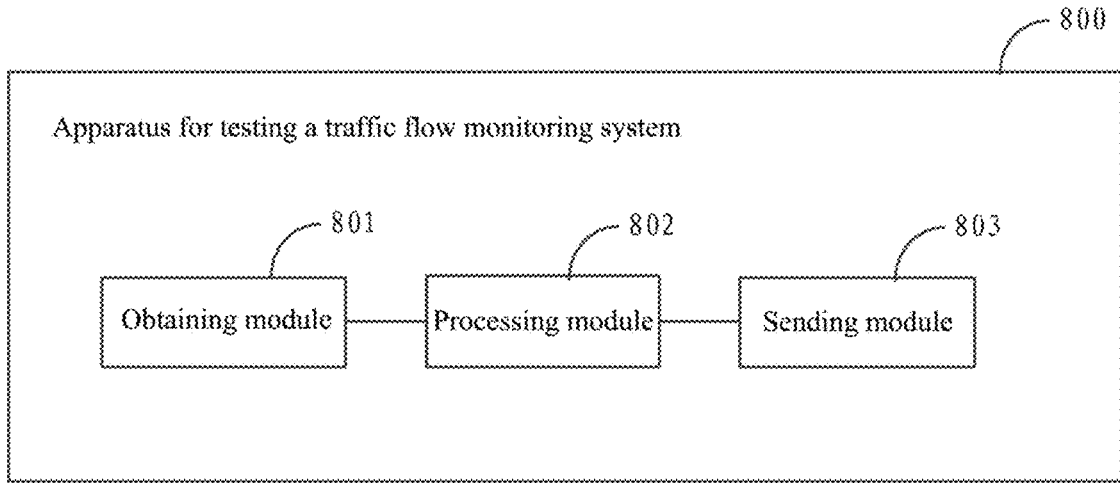 800
Apparatus for testing a traffic flow monitoring system
801
802
803
Obtaining module
Processing module
Sending module